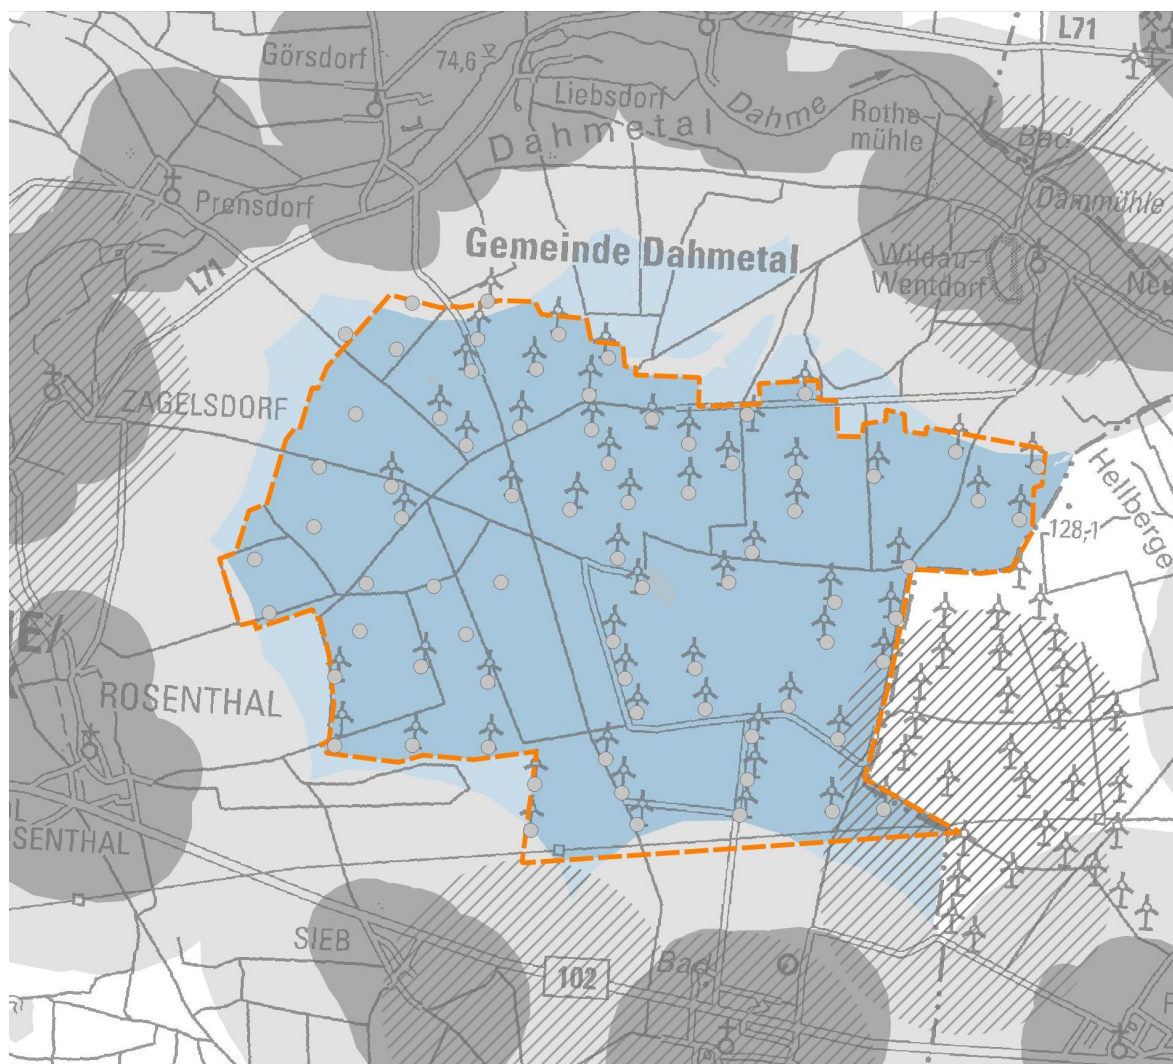 L71
Görsdorf
74,6
Liebsdorf
Dahme
Rothe-
mühle
Dahmetal
Bad
Prensdorf
Dammühle
Gemeinde Dahmetal
Wildau-
Wentdorf
Neu
L71
ZAGELSDORF
Hellberge
128,1
E/
ROSENTHAL
SENTHAL
SIEB
102
Bad